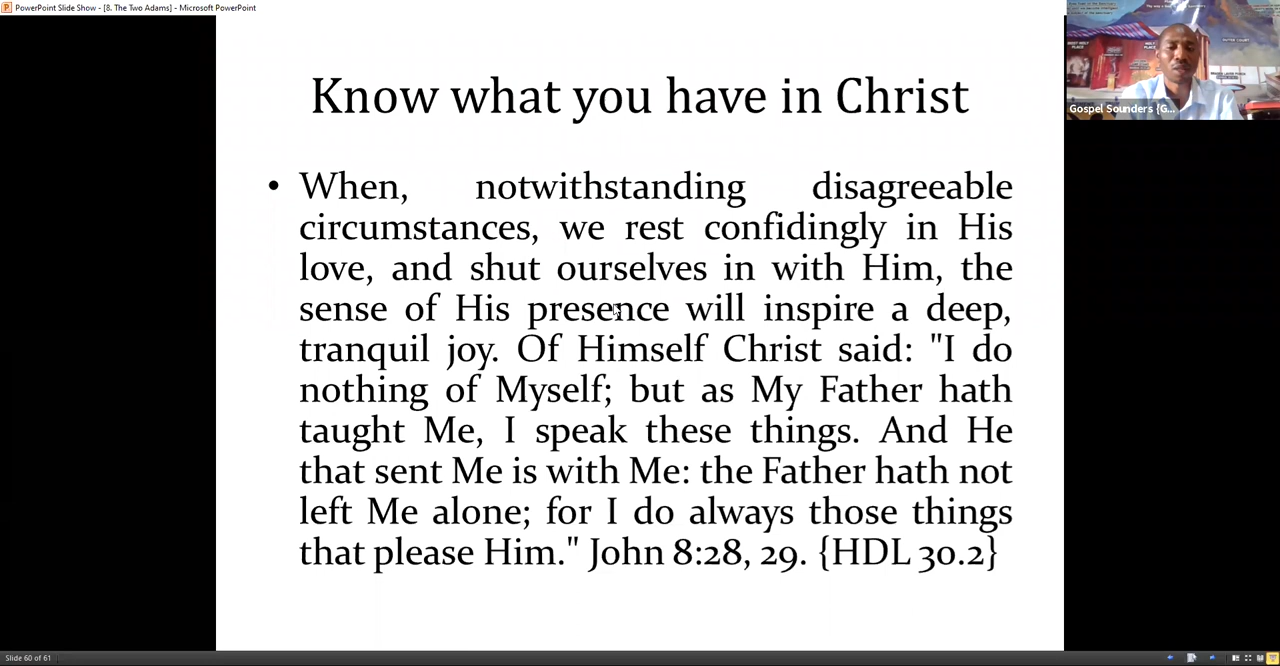 PowerPoint Slide Show - [8. The Two Adams] - Microsoft PowerPoint
Know what you have in Christ
• When, notwithstanding disagreeable
circumstances, we rest confidingly in His
love, and shut ourselves in with Him, the
sense of His presence will inspire a deep,
tranquil joy. Of Himself Christ said: "I do
nothing of Myself; but as My Father hath
taught Me, I speak these things. And He
that sent Me is with Me: the Father hath not
left Me alone; for I do always those things
that please Him." John 8:28, 29. {HDL 30.2}
Gospel Sounders {G...
Slide 60 of 61